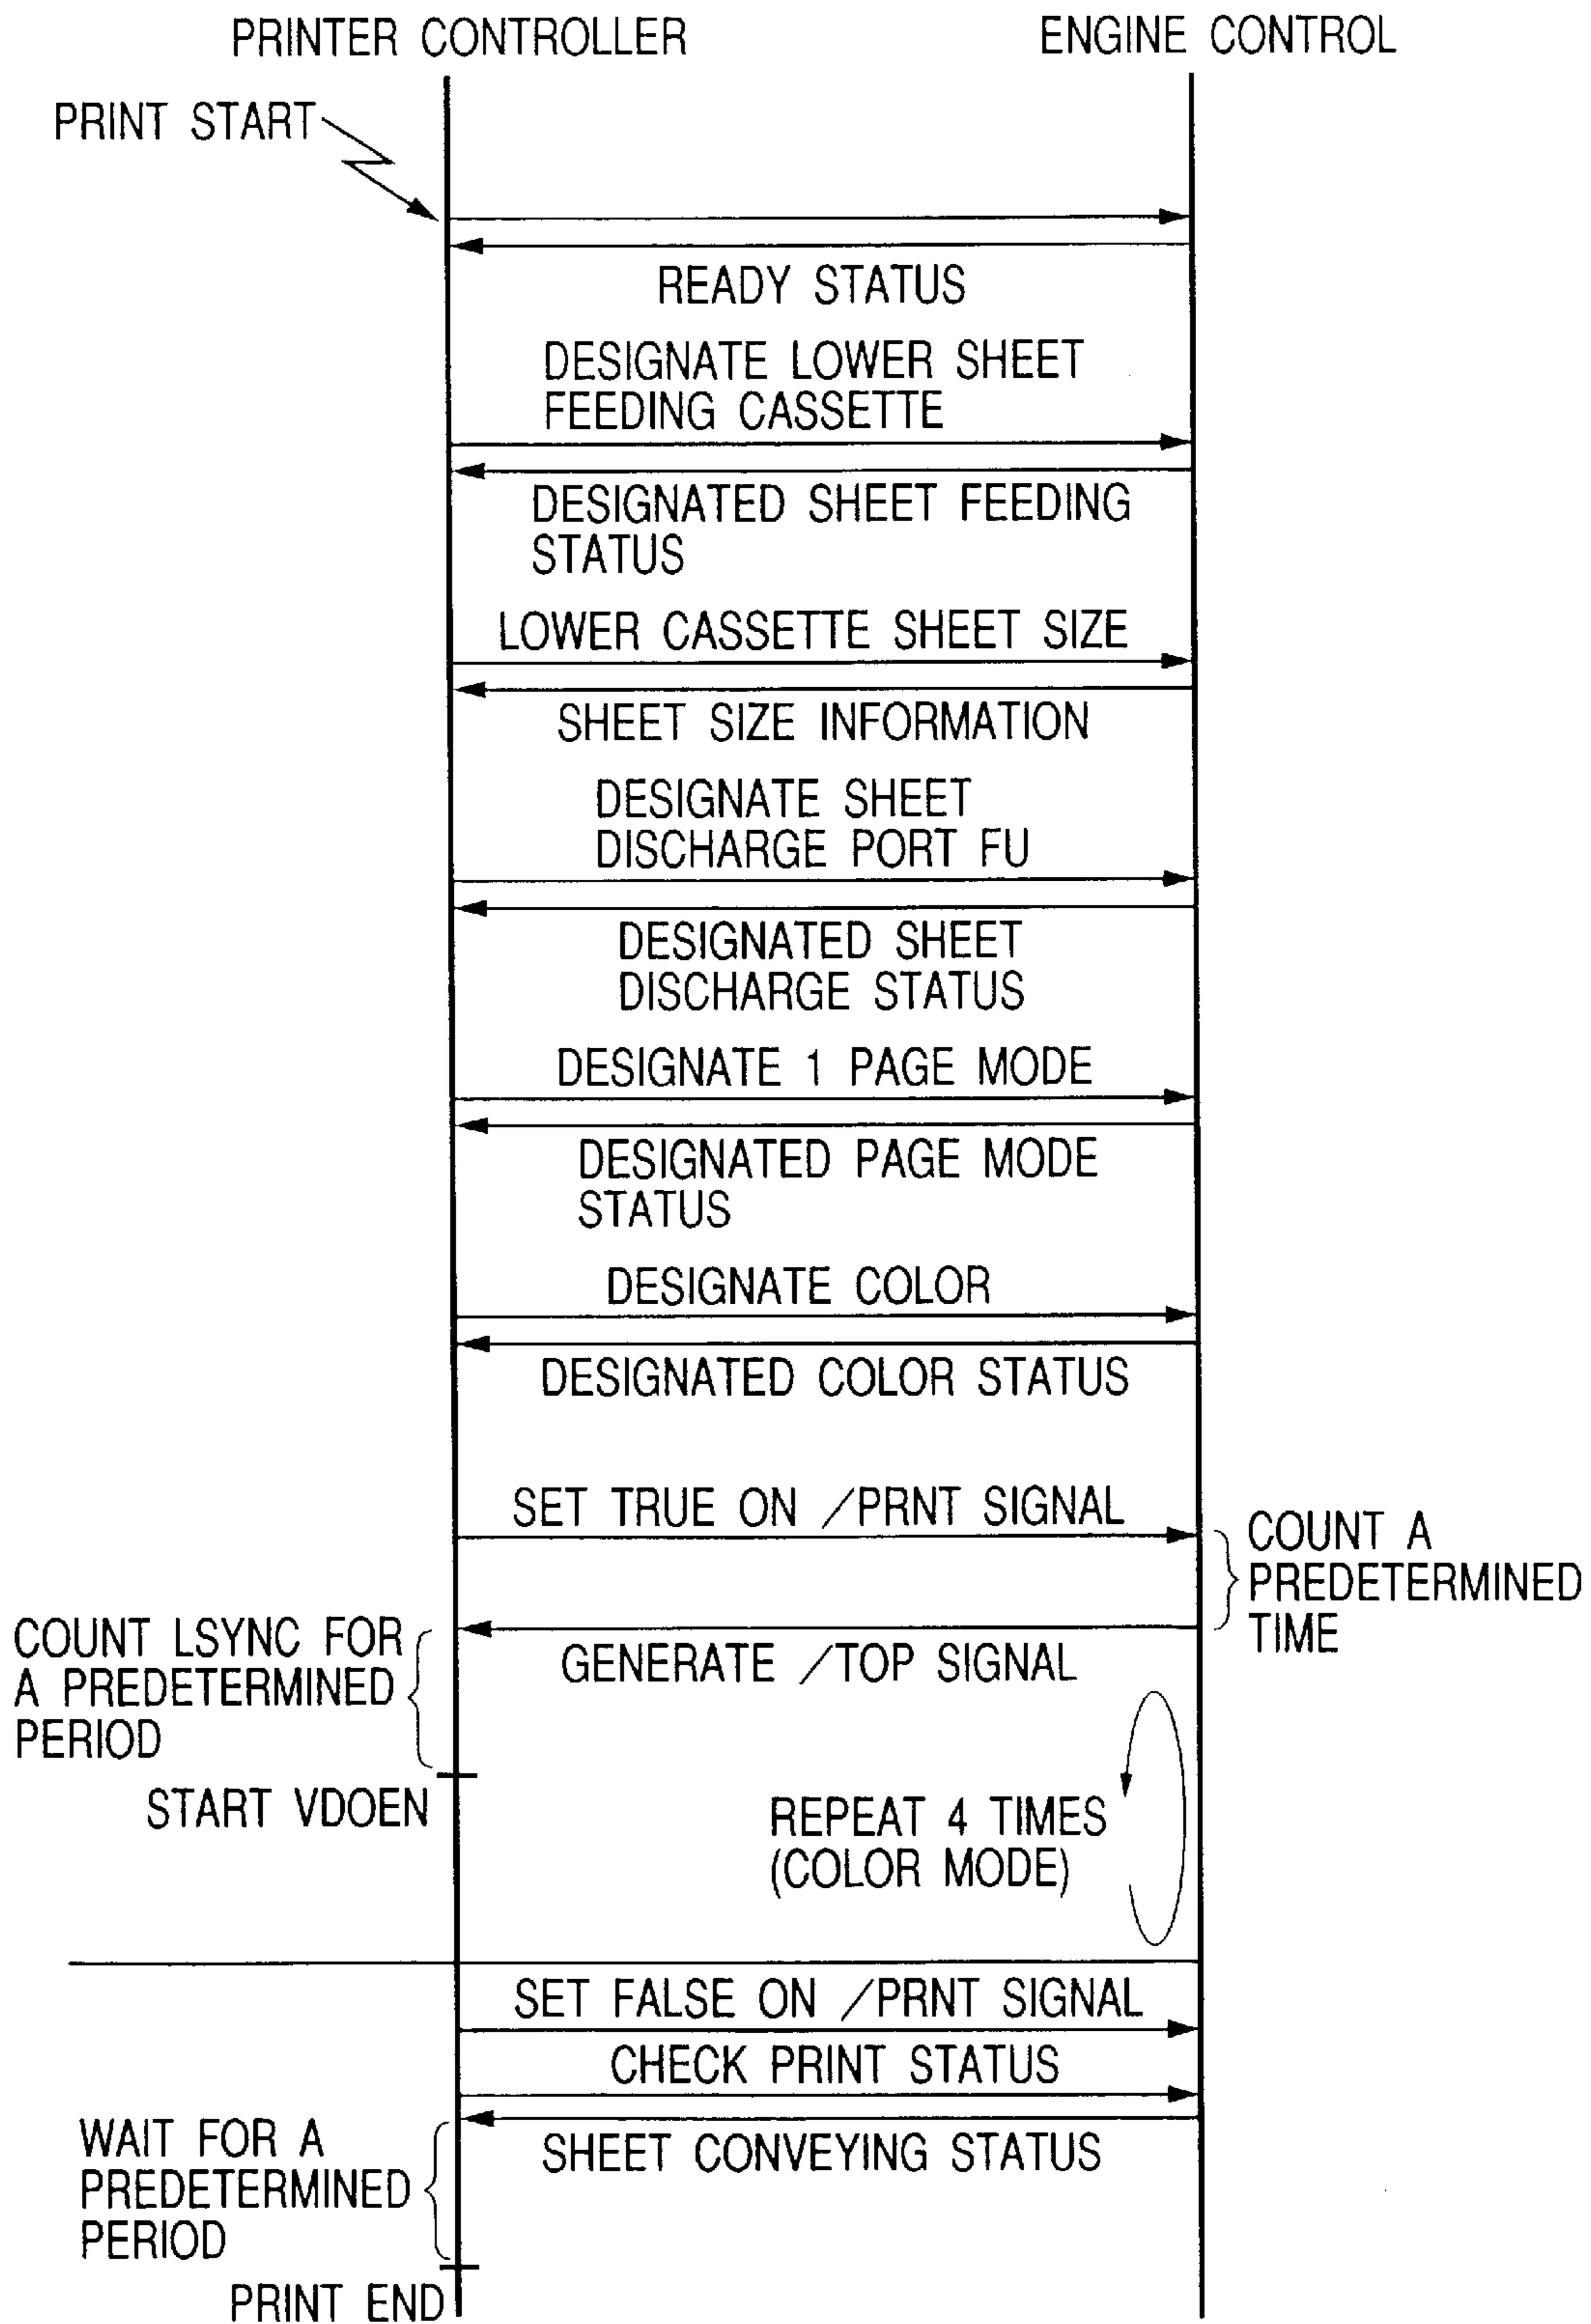 PRINTER CONTROLLER
ENGINE CONTROL
PRINT START
READY STATUS
DESIGNATE LOWER SHEET
FEEDING CASSETTE
DESIGNATED SHEET FEEDING
STATUS
LOWER CASSETTE SHEET SIZE
SHEET SIZE INFORMATION
DESIGNATE SHEET
DISCHARGE PORT FU
DESIGNATED SHEET
DISCHARGE STATUS
DESIGNATE 1 PAGE MODE
DESIGNATED PAGE MODE
STATUS
DESIGNATE COLOR
DESIGNATED COLOR STATUS
SET TRUE ON /PRNT SIGNAL
COUNT A
PREDETERMINED
TIME
COUNT LSYNC FOR
A PREDETERMINED
PERIOD
GENERATE /TOP SIGNAL
START VDOEN
REPEAT 4 TIMES
(COLOR MODE)
SET FALSE ON /PRNT SIGNAL
CHECK PRINT STATUS
WAIT FOR A
PREDETERMINED
PERIOD
SHEET CONVEYING STATUS
PRINT END